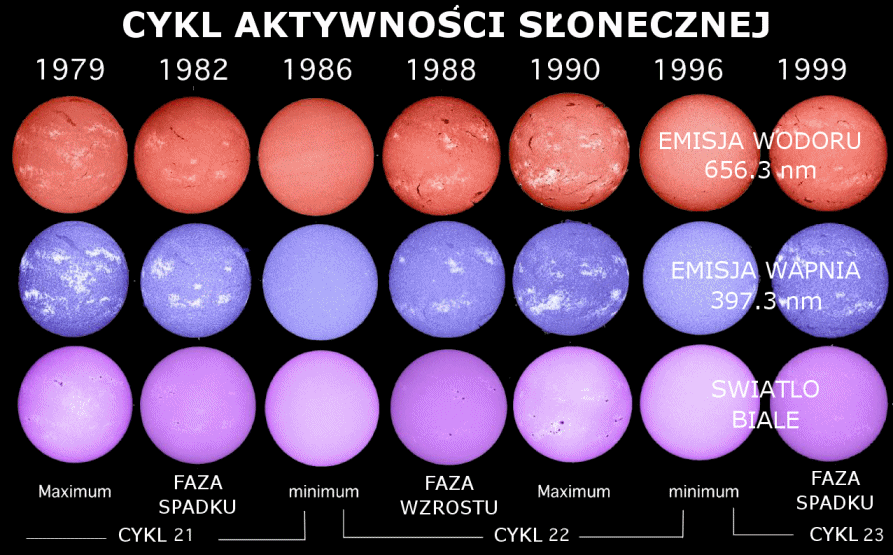 CYKL AKTYWNOŚCI SŁONECZNEJ
1979 1982 1986 1988 1990 1996 1999
EMISJA WODORU
656.3 nm
EMISJA WAPNIA
397.3 nm
SWIATLO
BIALE
Maximum
FAZA
SPADKU
minimum
FAZA
WZROSTU
Maximum
minimum
FAZA
SPADKU
CYKL 21
CYKL 22
CYKL 23